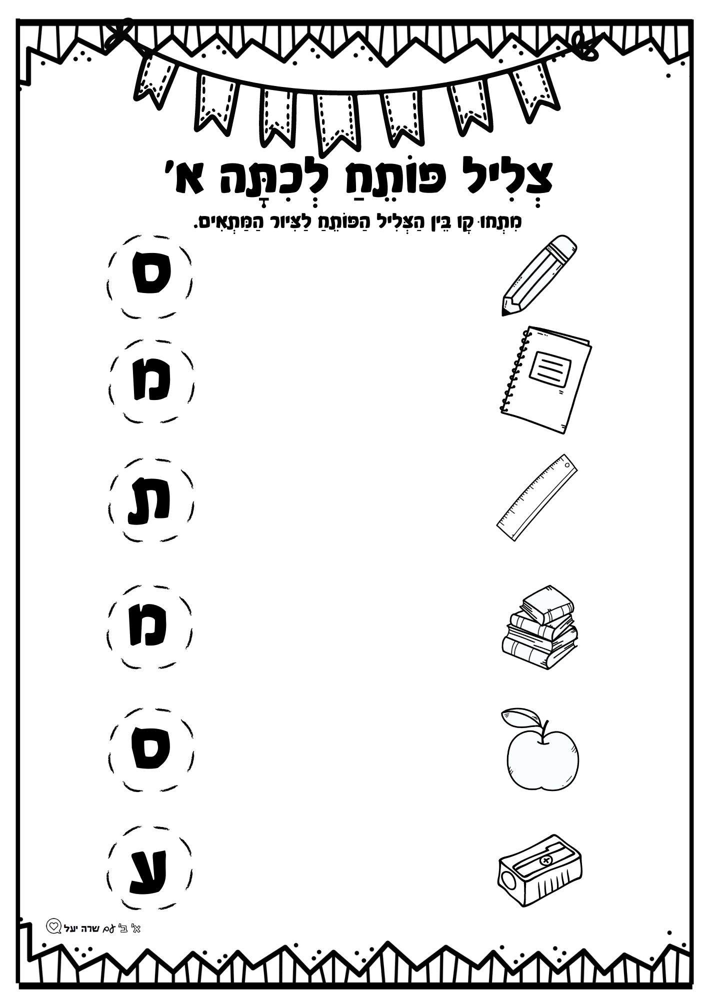 צְלִיל פּוֹתֵחַ לְכִתָּה א'
מִתְחוּ קָו בֵּין הַצְּלִיל הַפּוֹתֵחַ לַצִּיּוּר הַמַּתְאִים.
ס
מ
ת
מ
ס
ע
א' ב' עם שרה יעל